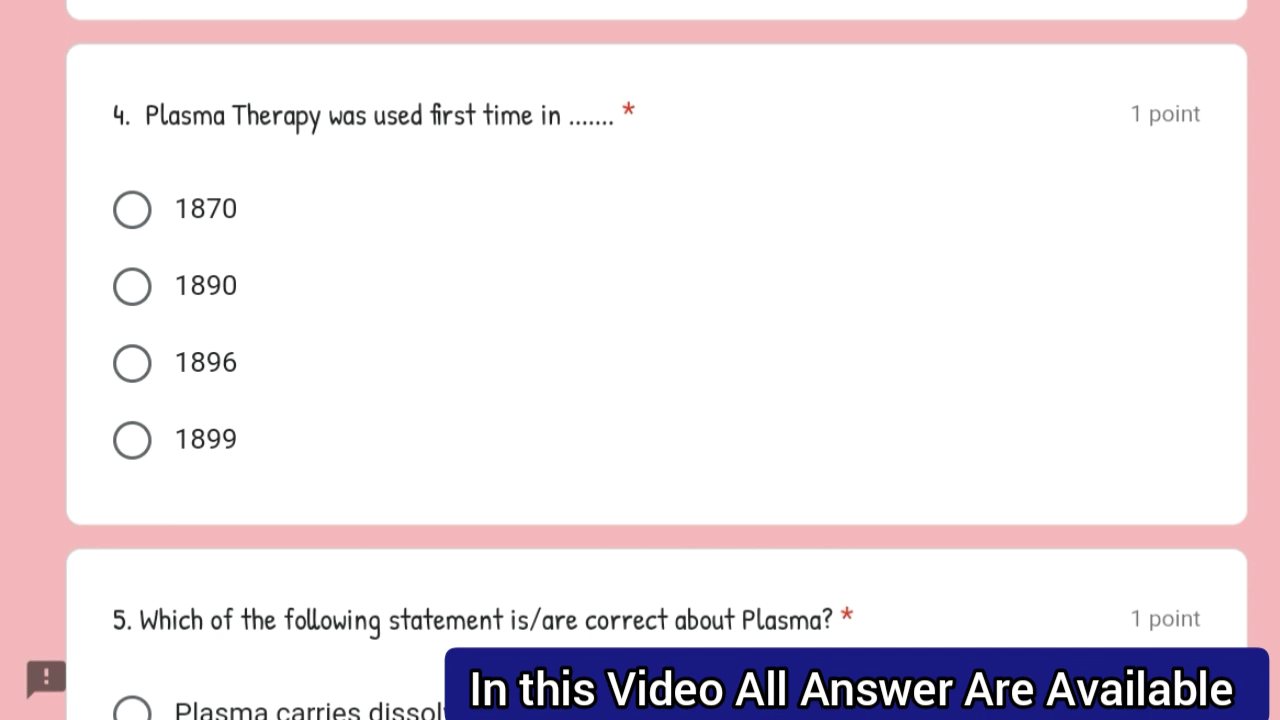 4. Plasma Therapy was used first time in ....... *
1 point
1870
1890
1896
1899
5. Which of the following statement is/are correct about Plasma? *
1 point
Plasma carries
In this Video All Answer Are Available